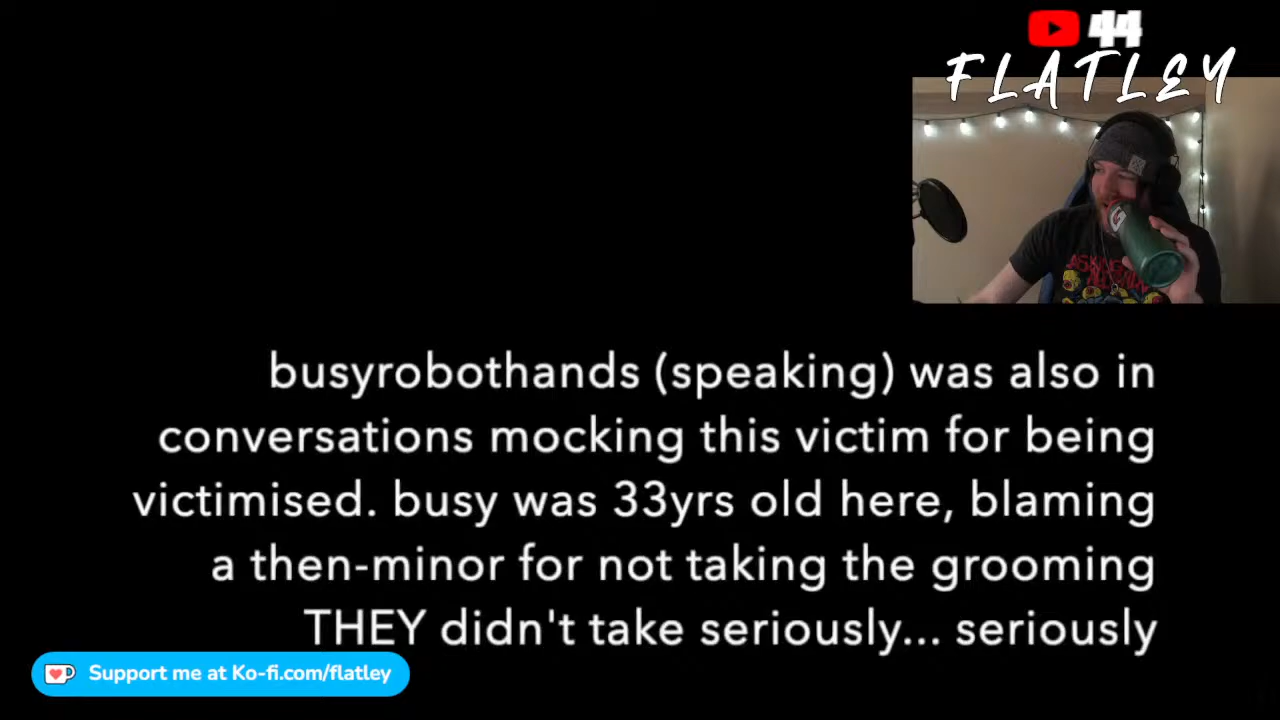 44
FLATLEY
busyrobothands (speaking) was also in
conversations mocking this victim for being
victimised. busy was 33yrs old here, blaming
a then-minor for not taking the grooming
THEY didn't take seriously... seriously
Support me at Ko-fi.com/flatley